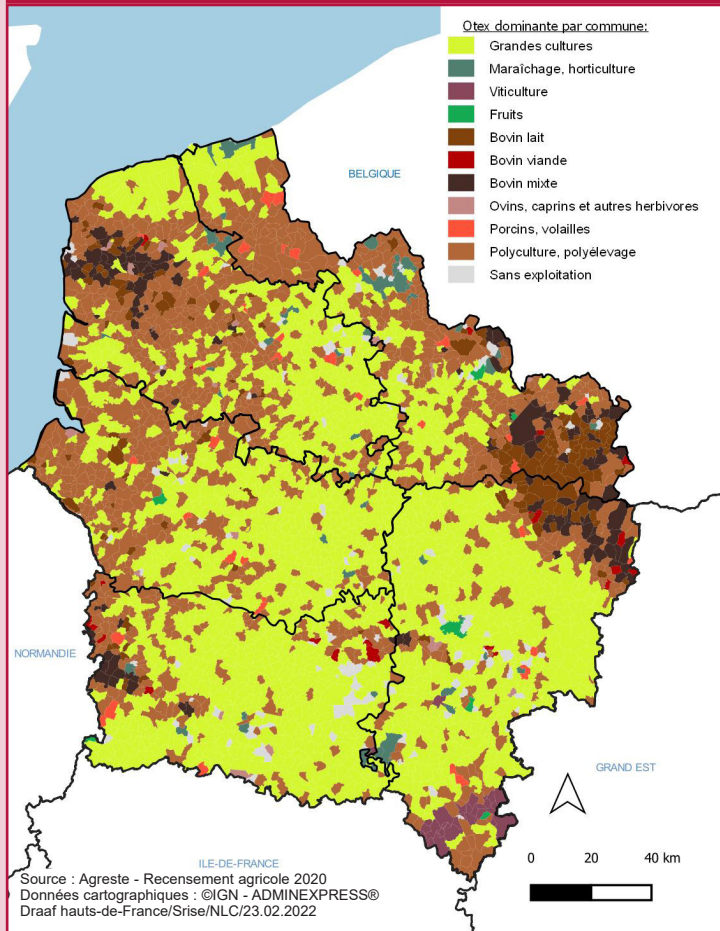 Otex dominante par commune:
Grandes cultures
Maraîchage, horticulture
Viticulture
Fruits
Bovin lait
Bovin viande
Bovin mixte
Ovins, caprins et autres herbivores
Porcins, volailles
Polyculture, polyélevage
Sans exploitation
BELGIQUE
NORMANDIE
GRAND EST
ILE-DE-FRANCE
0 20 40 km
Source : Agreste - Recensement agricole 2020
Données cartographiques : ©IGN - ADMINEXPRESS®
Draaf hauts-de-France/Srise/NLC/23.02.2022